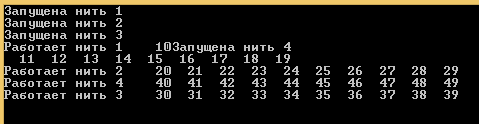 Запущена нить 1
Запущена нить 2
Запущена нить 3
Работает нить 1    10Запущена нить 4
  11  12  13  14  15  16  17  18  19
Работает нить 2    20  21  22  23  24  25  26  27  28  29
Работает нить 4    40  41  42  43  44  45  46  47  48  49
Работает нить 3    30  31  32  33  34  35  36  37  38  39